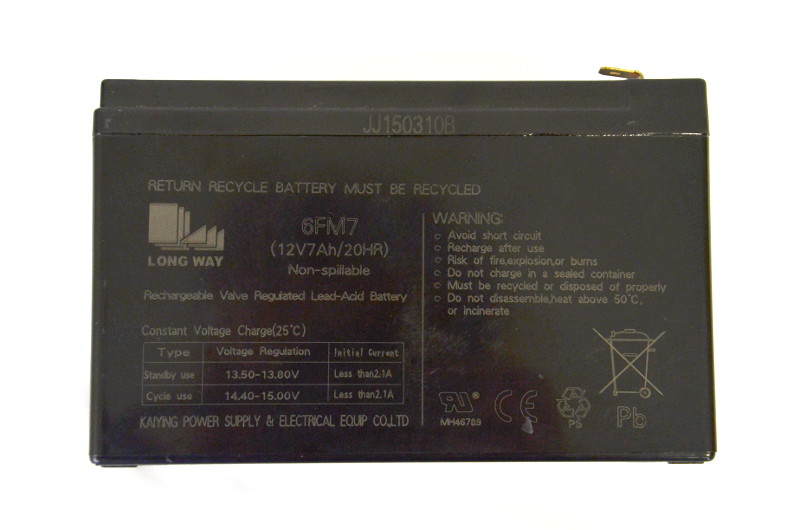 JJ150310B
RETURN RECYCLE BATTERY MUST BE RECYCLED
LONG WAY
6FM7
(12V7Ah/20HR)
Non-spillable
Rechargeable Valve Regulated Lead-Acid Battery
Constant Voltage Charge(25℃)
Type Voltage Regulation Initial Current
Standby use 13.50-13.80V Less than2.1A
Cycle use 14.40-15.00V Less than2.1A
KAIYING POWER SUPPLY & ELECTRICAL EQUIP CO.,LTD
WARNING:
Avoid short circuit
Recharge after use
Risk of fire,explosion,or burns
Do not charge in a sealed container
Must be recycled or disposed of properly
Do not disassemble,heat above 50℃,
or incinerate
RU®
MH46789
CE
PS
Pb